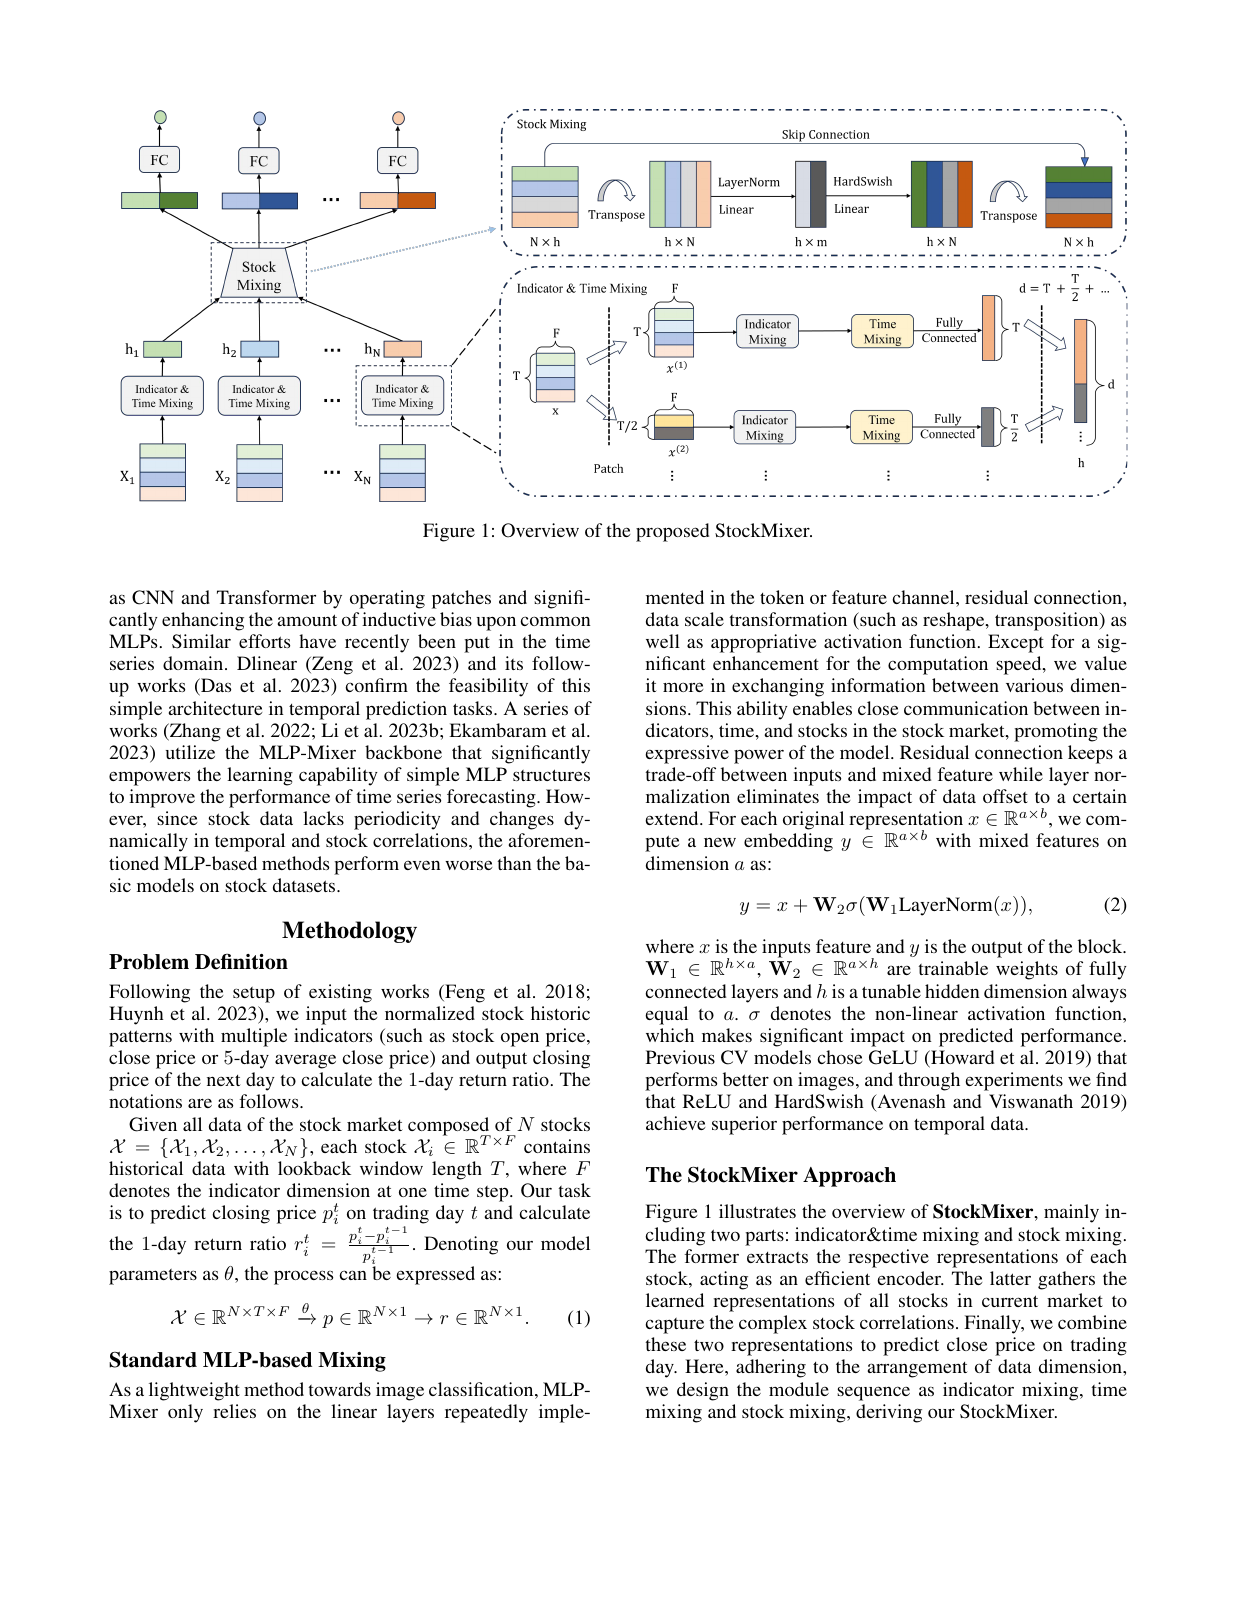 FC
FC
FC
...
Stock
Mixing
h1
h2
...
hN
Indicator &
Time Mixing
Indicator &
Time Mixing
...
Indicator &
Time Mixing
X1
X2
...
XN
Stock Mixing
Skip Connection
Transpose
LayerNorm
Linear
HardSwish
Linear
Transpose
N × h
h × N
h × m
h × N
N × h
Indicator & Time Mixing
d = T + T/2 + ...
F
T
x
Patch
F
T
x^(1)
Indicator
Mixing
Time
Mixing
Fully
Connected
T
F
T/2
x^(2)
Indicator
Mixing
Time
Mixing
Fully
Connected
T/2
⋮
⋮
⋮
⋮
d
⋮
h
Figure 1: Overview of the proposed StockMixer.
as CNN and Transformer by operating patches and signifi-
cantly enhancing the amount of inductive bias upon common
MLPs. Similar efforts have recently been put in the time
series domain. Dlinear (Zeng et al. 2023) and its follow-
up works (Das et al. 2023) confirm the feasibility of this
simple architecture in temporal prediction tasks. A series of
works (Zhang et al. 2022; Li et al. 2023b; Ekambaram et al.
2023) utilize the MLP-Mixer backbone that significantly
empowers the learning capability of simple MLP structures
to improve the performance of time series forecasting. How-
ever, since stock data lacks periodicity and changes dy-
namically in temporal and stock correlations, the aforemen-
tioned MLP-based methods perform even worse than the ba-
sic models on stock datasets.
Methodology
Problem Definition
Following the setup of existing works (Feng et al. 2018;
Huynh et al. 2023), we input the normalized stock historic
patterns with multiple indicators (such as stock open price,
close price or 5-day average close price) and output closing
price of the next day to calculate the 1-day return ratio. The
notations are as follows.
Given all data of the stock market composed of N stocks
𝒳 = {𝒳1, 𝒳2, . . . , 𝒳N}, each stock 𝒳i ∈ ℝ^{T×F} contains
historical data with lookback window length T, where F
denotes the indicator dimension at one time step. Our task
is to predict closing price p_i^t on trading day t and calculate
the 1-day return ratio r_i^t = (p_i^t − p_i^{t−1}) / p_i^{t−1}. Denoting our model
parameters as θ, the process can be expressed as:
𝒳 ∈ ℝ^{N×T×F} →^θ p ∈ ℝ^{N×1} → r ∈ ℝ^{N×1}. (1)
Standard MLP-based Mixing
As a lightweight method towards image classification, MLP-
Mixer only relies on the linear layers repeatedly imple-
mented in the token or feature channel, residual connection,
data scale transformation (such as reshape, transposition) as
well as appropriative activation function. Except for a sig-
nificant enhancement for the computation speed, we value
it more in exchanging information between various dimen-
sions. This ability enables close communication between in-
dicators, time, and stocks in the stock market, promoting the
expressive power of the model. Residual connection keeps a
trade-off between inputs and mixed feature while layer nor-
malization eliminates the impact of data offset to a certain
extend. For each original representation x ∈ ℝ^{a×b}, we com-
pute a new embedding y ∈ ℝ^{a×b} with mixed features on
dimension a as:
y = x + W2σ(W1LayerNorm(x)), (2)
where x is the inputs feature and y is the output of the block.
W1 ∈ ℝ^{h×a}, W2 ∈ ℝ^{a×h} are trainable weights of fully
connected layers and h is a tunable hidden dimension always
equal to a. σ denotes the non-linear activation function,
which makes significant impact on predicted performance.
Previous CV models chose GeLU (Howard et al. 2019) that
performs better on images, and through experiments we find
that ReLU and HardSwish (Avenash and Viswanath 2019)
achieve superior performance on temporal data.
The StockMixer Approach
Figure 1 illustrates the overview of StockMixer, mainly in-
cluding two parts: indicator&time mixing and stock mixing.
The former extracts the respective representations of each
stock, acting as an efficient encoder. The latter gathers the
learned representations of all stocks in current market to
capture the complex stock correlations. Finally, we combine
these two representations to predict close price on trading
day. Here, adhering to the arrangement of data dimension,
we design the module sequence as indicator mixing, time
mixing and stock mixing, deriving our StockMixer.